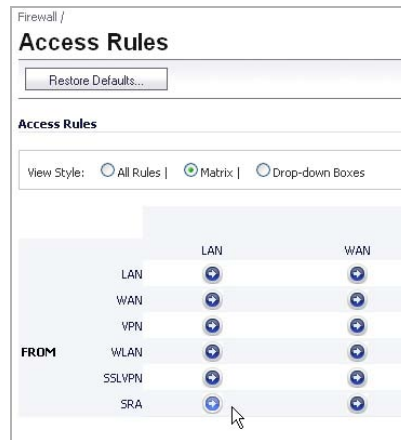 Firewall /
Access Rules
Restore Defaults...
Access Rules
View Style: All Rules | Matrix | Drop-down Boxes
LAN WAN
LAN
WAN
VPN
FROM WLAN
SSLVPN
SRA